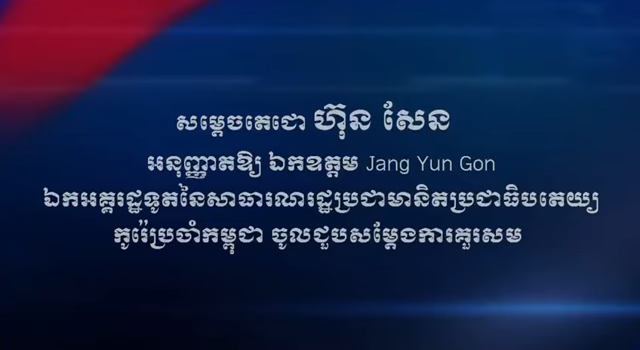 សម្តេចតេជោ ហ៊ុន សែន
អនុញ្ញាតឱ្យ ឯកឧត្តម Jang Yun Gon
ឯកអគ្គរដ្ឋទូតនៃសាធារណរដ្ឋប្រជាមានិតប្រជាធិបតេយ្យ
កូរ៉េប្រចាំកម្ពុជា ចូលជួបសម្តែងការគួរសម